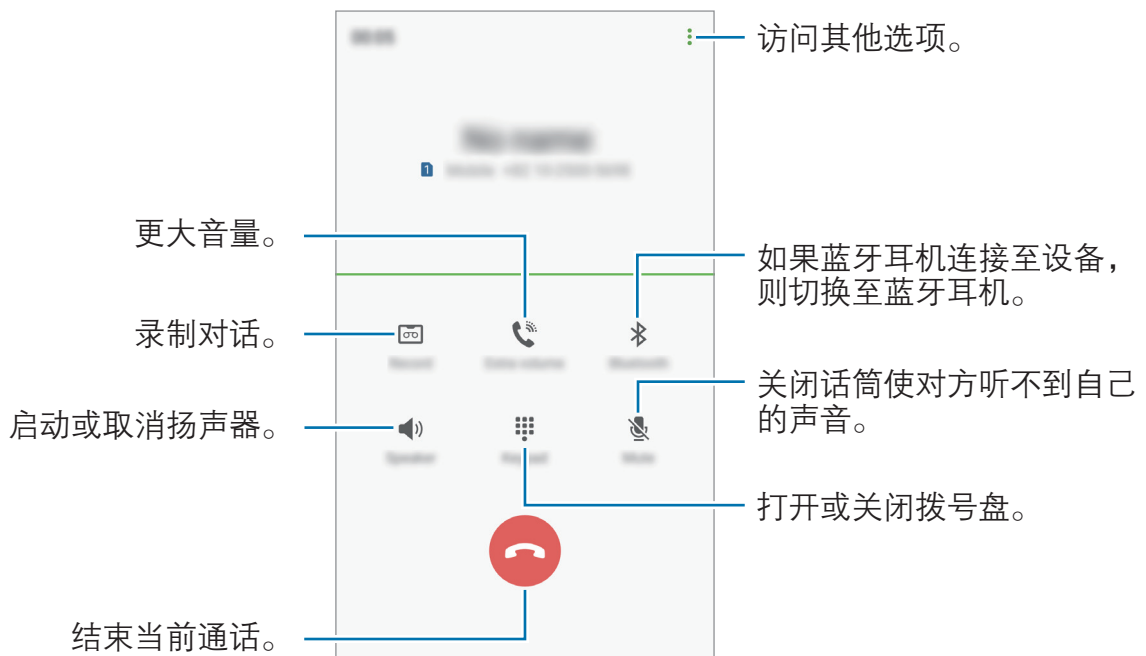 访问其他选项。
1
更大音量。
如果蓝牙耳机连接至设备，
则切换至蓝牙耳机。
录制对话。
关闭话筒使对方听不到自己
的声音。
启动或取消扬声器。
打开或关闭拨号盘。
结束当前通话。